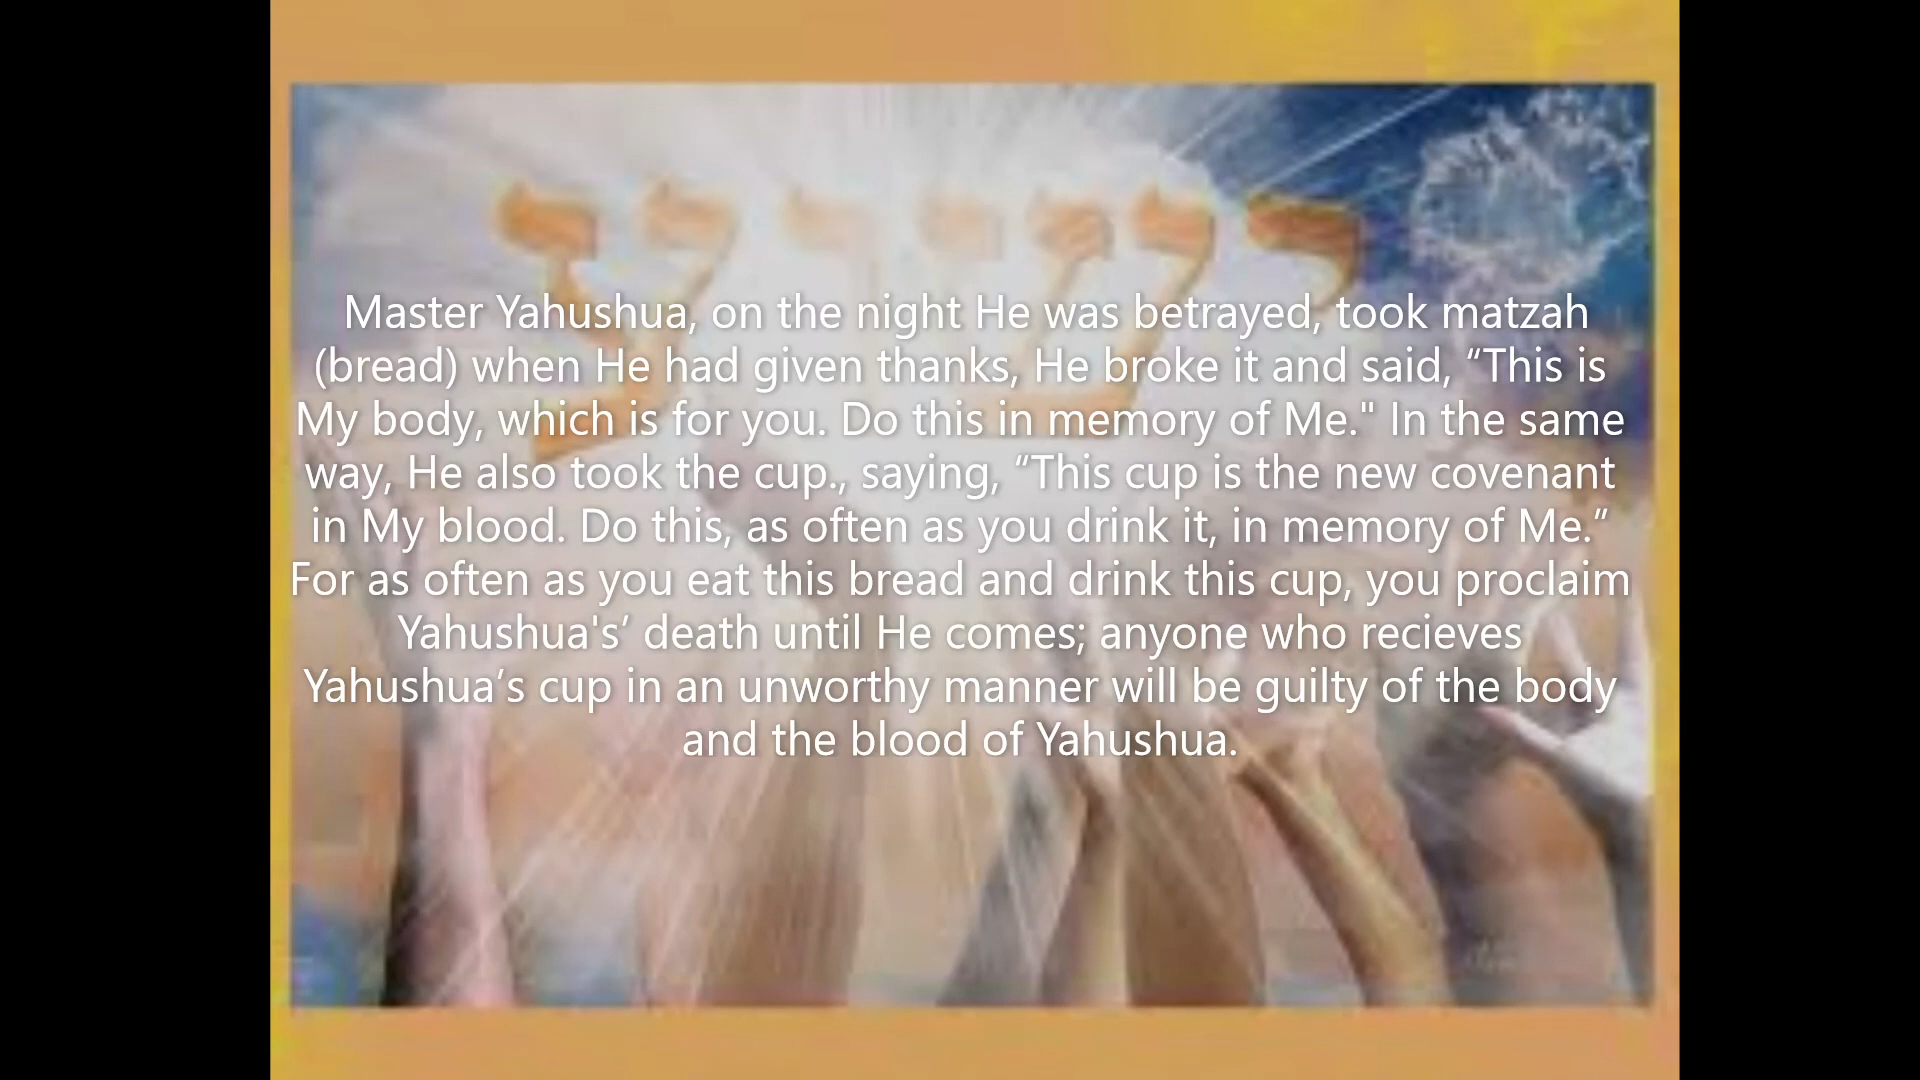 Master Yahushua, on the night He was betrayed, took matzah
(bread) when He had given thanks, He broke it and said, “This is
My body, which is for you. Do this in memory of Me." In the same
way, He also took the cup., saying, “This cup is the new covenant
in My blood. Do this, as often as you drink it, in memory of Me.”
For as often as you eat this bread and drink this cup, you proclaim
Yahushua's’ death until He comes; anyone who recieves
Yahushua’s cup in an unworthy manner will be guilty of the body
and the blood of Yahushua.